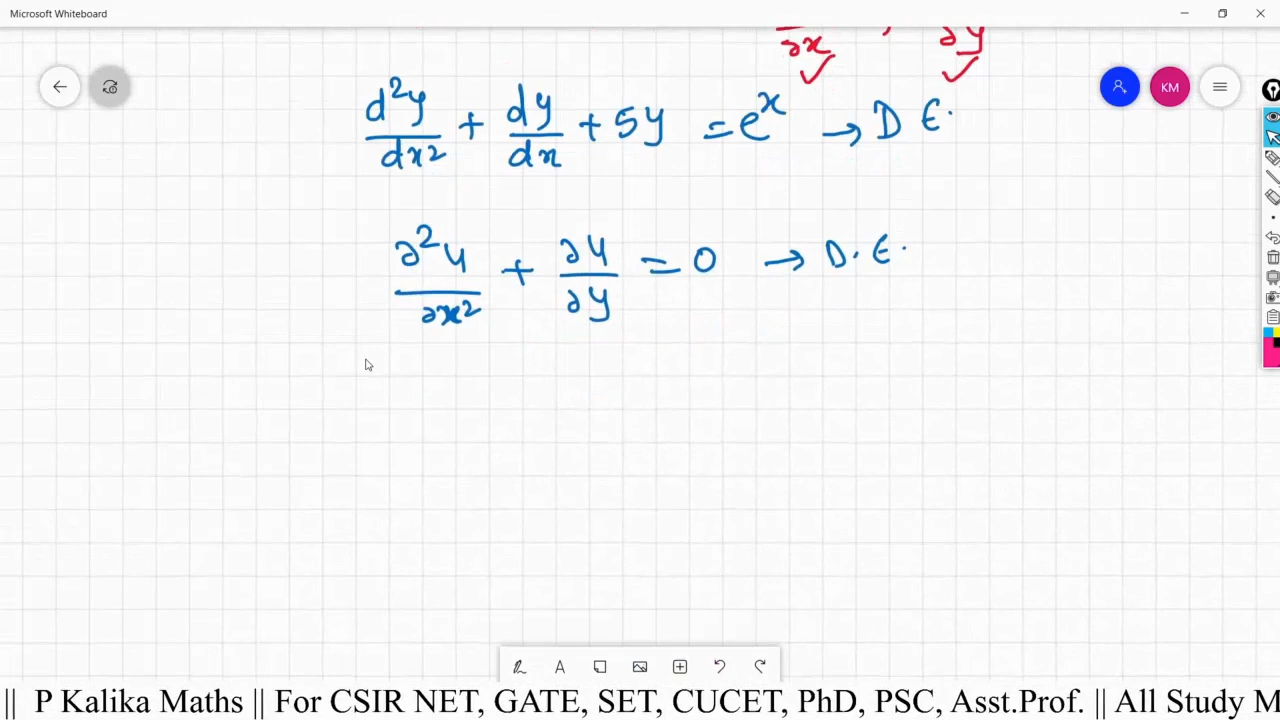 Microsoft Whiteboard
∂x , ∂y
KM
d²y/dx² + dy/dx + 5y = eˣ → D E.
∂²u/∂x² + ∂u/∂y = 0 → D. E.
A
|| P Kalika Maths || For CSIR NET, GATE, SET, CUCET, PhD, PSC, Asst.Prof. || All Study M